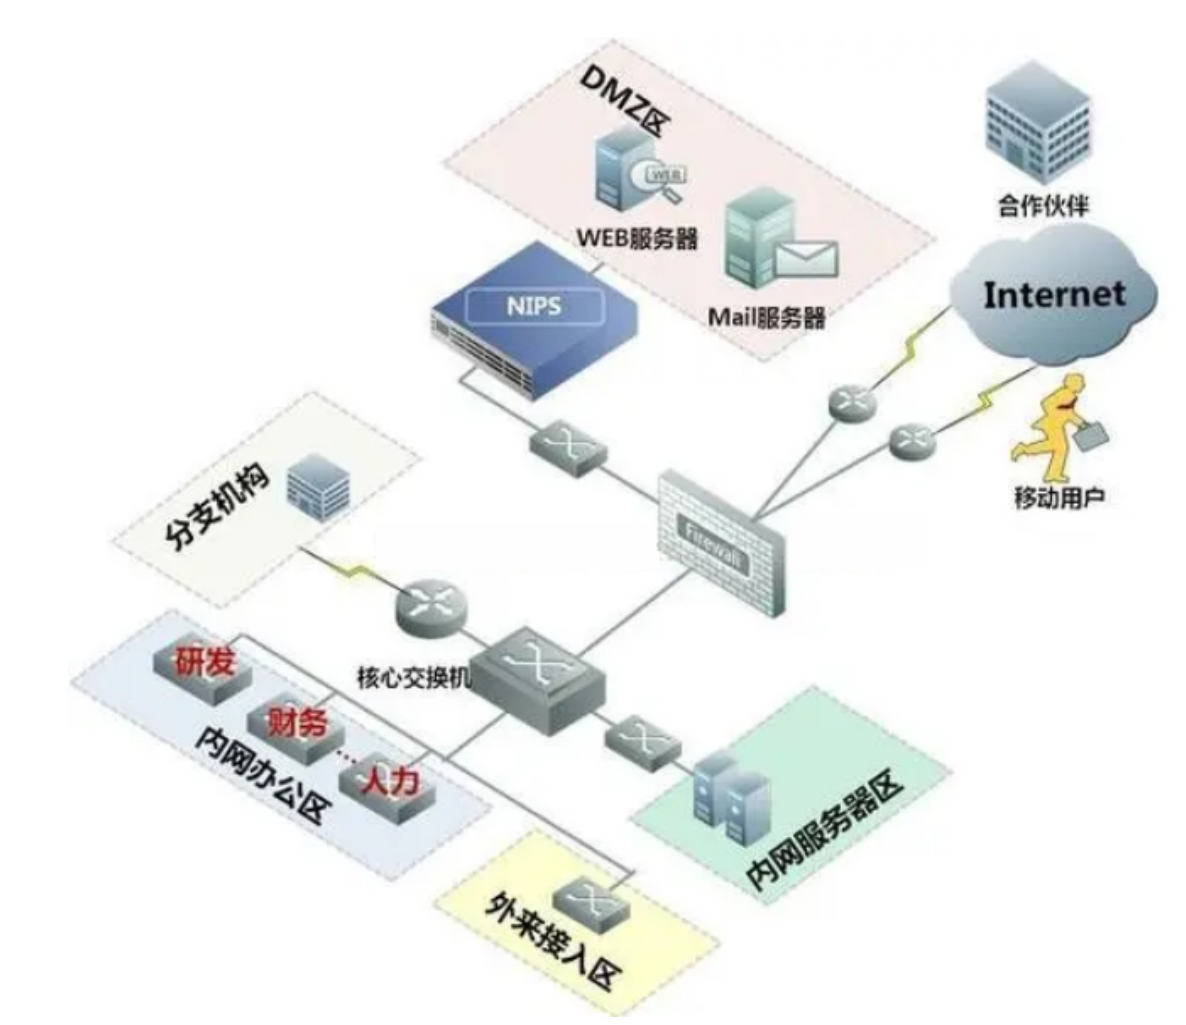 DMZ区
WEB
WEB服务器
Mail服务器
合作伙伴
Internet
移动用户
NIPS
Firewall
分支机构
核心交换机
研发
财务
人力
内网办公区
内网服务器区
外来接入区